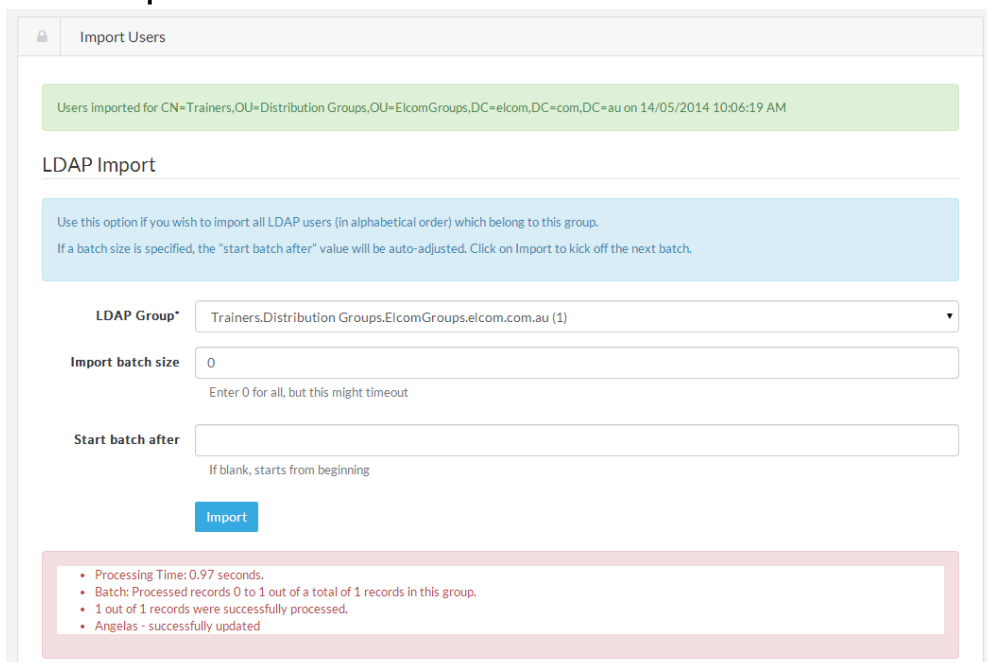 Import Users
Users imported for CN=Trainers,OU=Distribution Groups,OU=ElcomGroups,DC=elcom,DC=com,DC=au on 14/05/2014 10:06:19 AM
LDAP Import
Use this option if you wish to import all LDAP users (in alphabetical order) which belong to this group.
If a batch size is specified, the "start batch after" value will be auto-adjusted. Click on Import to kick off the next batch.
LDAP Group* Trainers.Distribution Groups.ElcomGroups.elcom.com.au (1)
Import batch size 0
Enter 0 for all, but this might timeout
Start batch after
If blank, starts from beginning
Import
• Processing Time: 0.97 seconds.
• Batch: Processed records 0 to 1 out of a total of 1 records in this group.
• 1 out of 1 records were successfully processed.
• Angelas - successfully updated